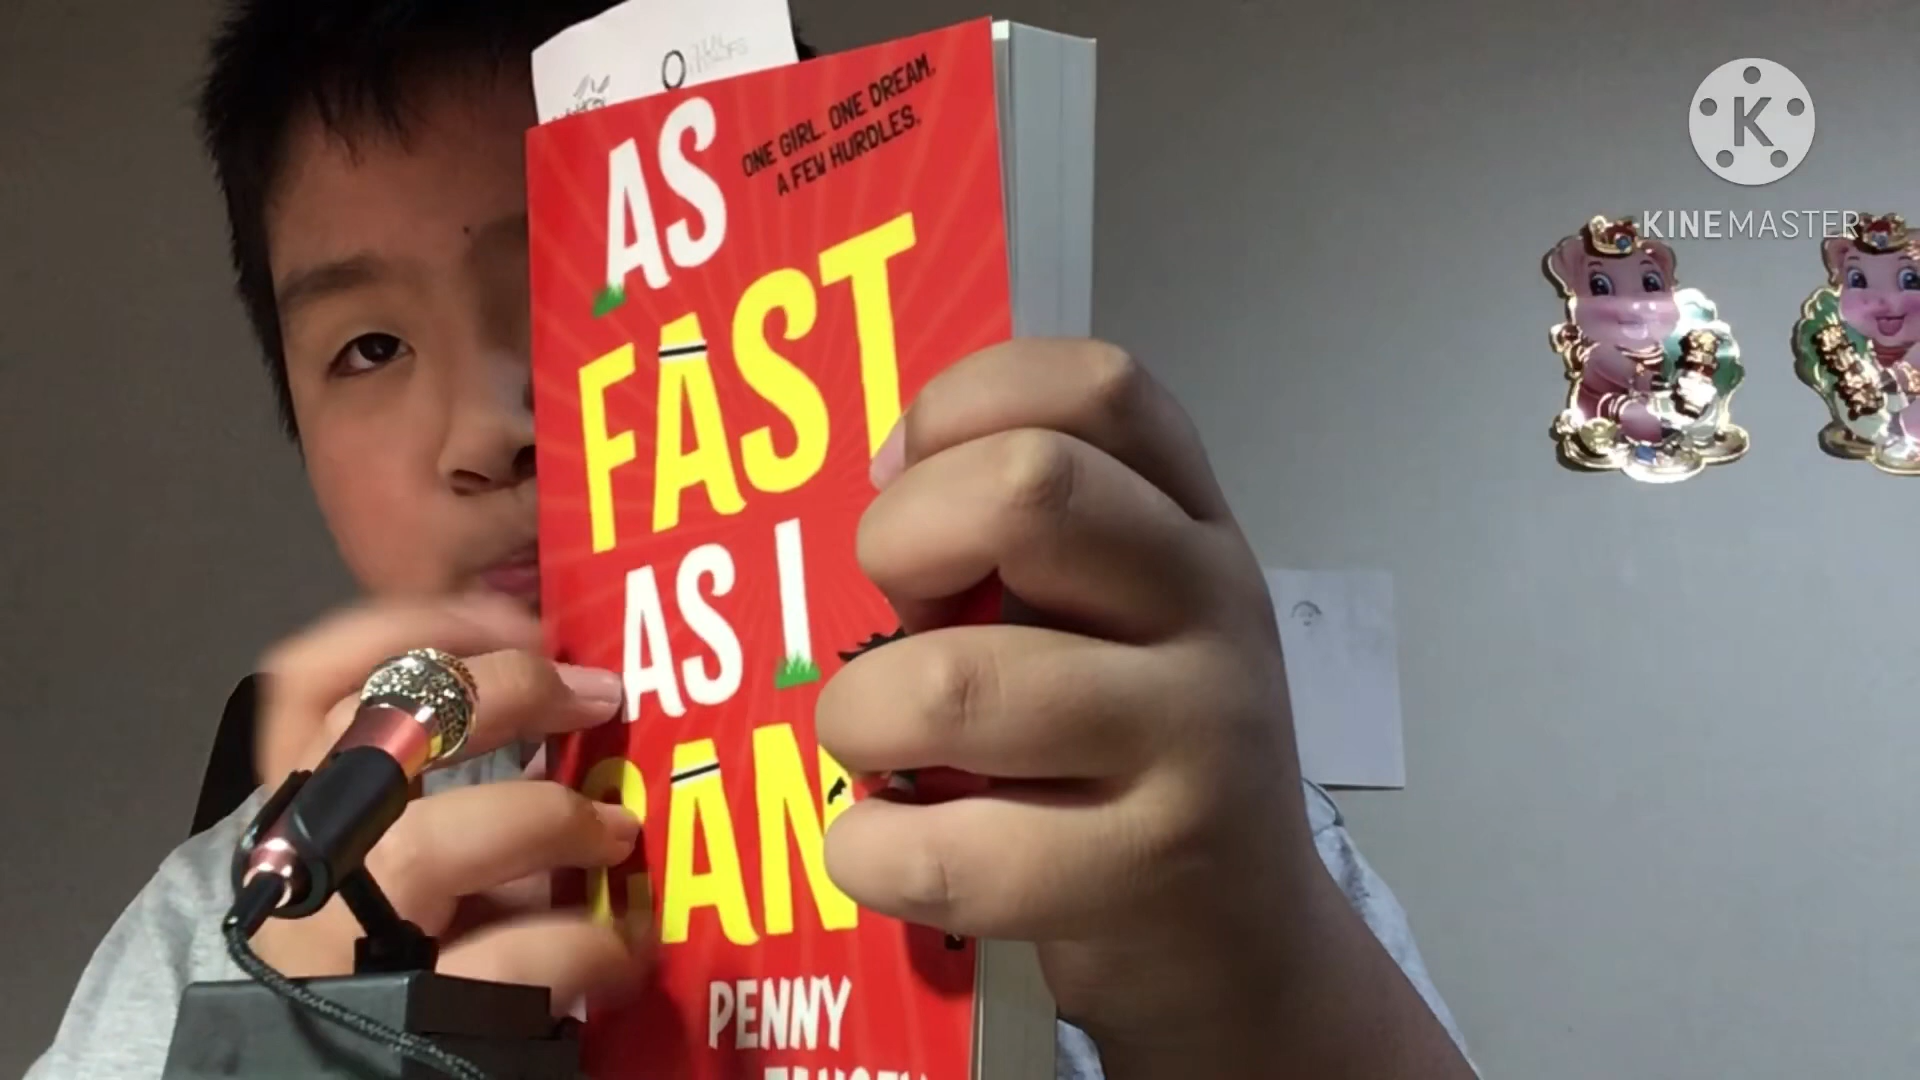 AS
ONE GIRL. ONE DREAM.
A FEW HURDLES.
FAST
AS I
CAN
PENNY
K
KINEMASTER